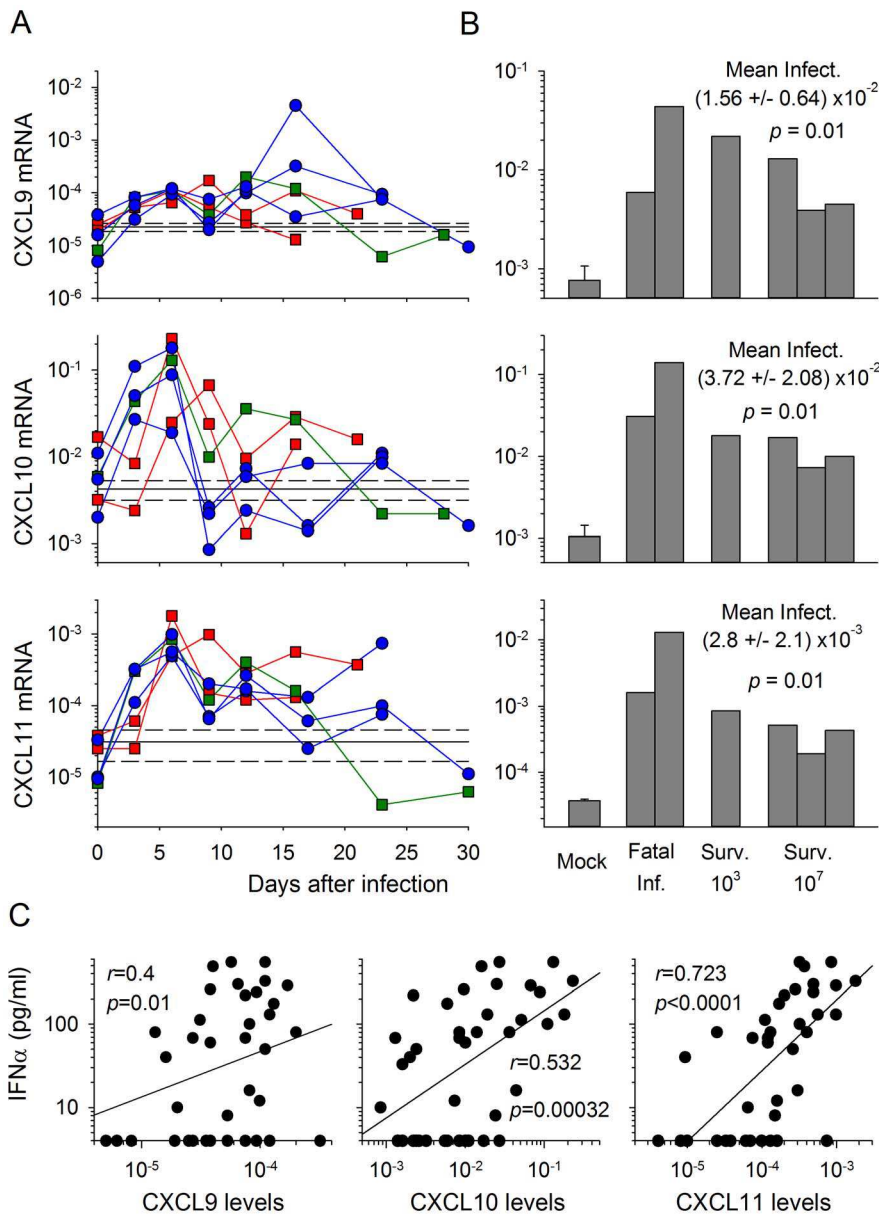 A
B
CXCL9 mRNA
10⁻²
10⁻³
10⁻⁴
10⁻⁵
10⁻⁶
10⁻¹
10⁻²
10⁻³
Mean Infect.
(1.56 +/- 0.64) x10⁻²
p = 0.01
CXCL10 mRNA
10⁻¹
10⁻²
10⁻³
10⁻¹
10⁻²
10⁻³
Mean Infect.
(3.72 +/- 2.08) x10⁻²
p = 0.01
CXCL11 mRNA
10⁻³
10⁻⁴
10⁻⁵
10⁻²
10⁻³
10⁻⁴
Mean Infect.
(2.8 +/- 2.1) x10⁻³
p = 0.01
0 5 10 15 20 25 30
Days after infection
Mock
Fatal
Inf.
Surv.
10³
Surv.
10⁷
C
IFNα (pg/ml)
100
10
r=0.4
p=0.01
10⁻⁵ 10⁻⁴
CXCL9 levels
r=0.532
p=0.00032
10⁻³ 10⁻² 10⁻¹
CXCL10 levels
r=0.723
p<0.0001
10⁻⁵ 10⁻⁴ 10⁻³
CXCL11 levels